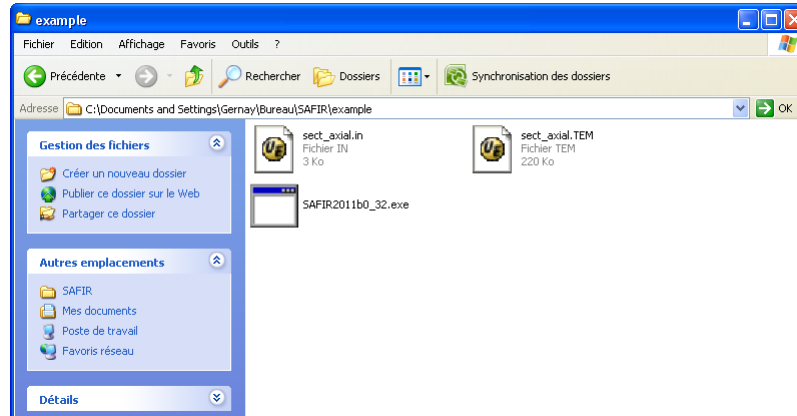 example
Fichier Edition Affichage Favoris Outils ?
Précédente Rechercher Dossiers Synchronisation des dossiers
Adresse C:\Documents and Settings\Gernay\Bureau\SAFIR\example OK
Gestion des fichiers
Créer un nouveau dossier
Publier ce dossier sur le Web
Partager ce dossier
Autres emplacements
SAFIR
Mes documents
Poste de travail
Favoris réseau
Détails
sect_axial.in
Fichier IN
3 Ko
sect_axial.TEM
Fichier TEM
220 Ko
SAFIR2011b0_32.exe